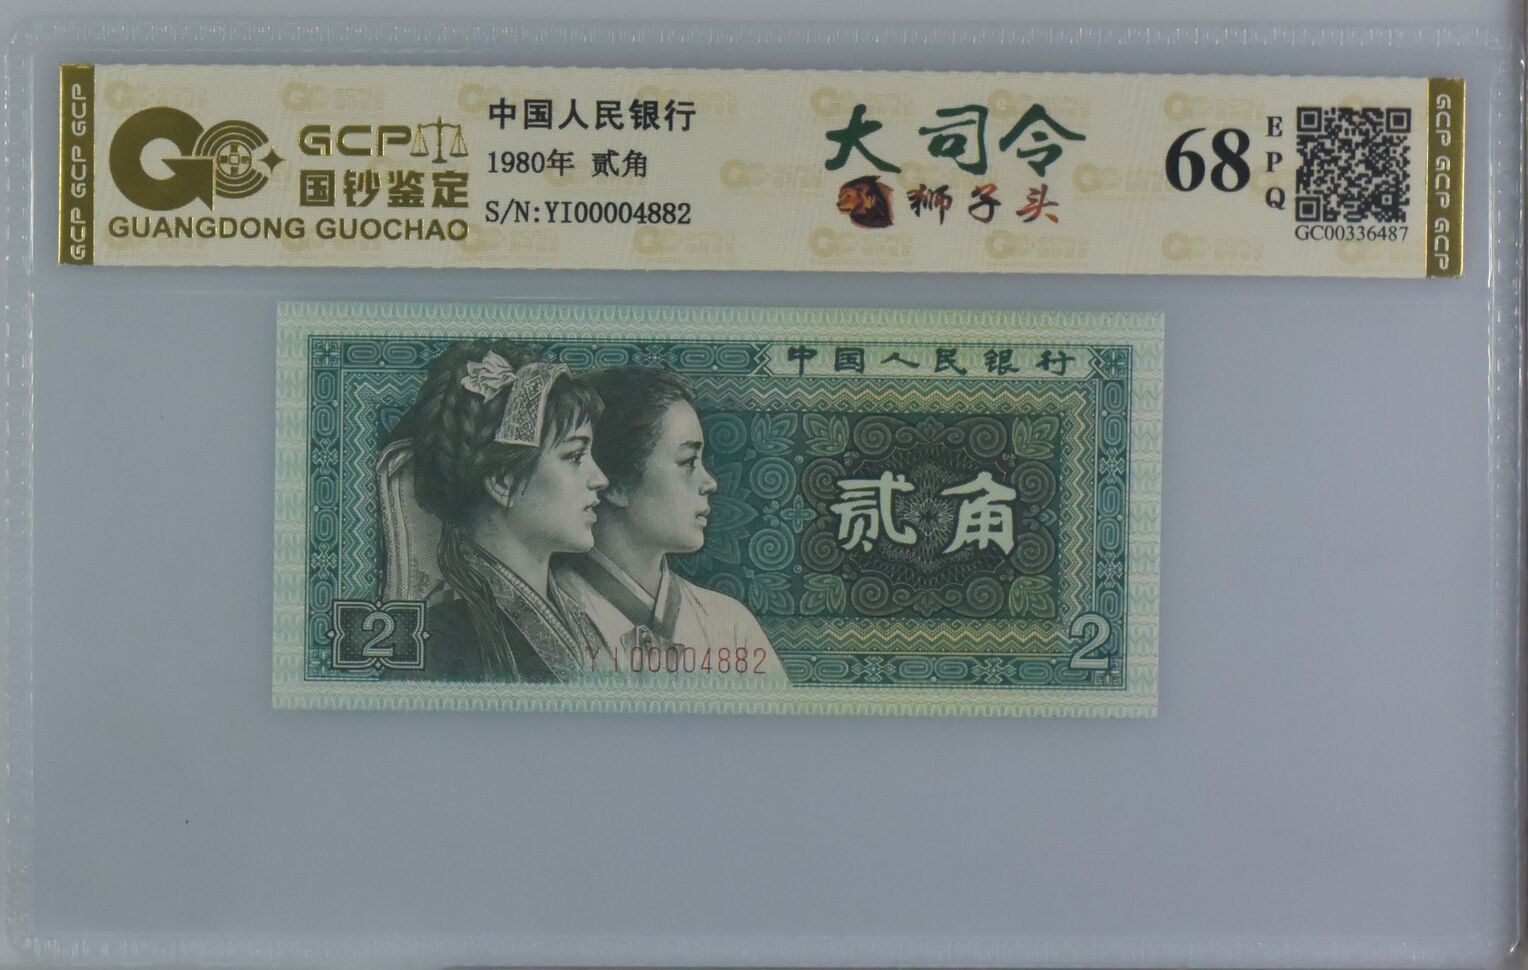 GCP GCP GCP
GCP
国钞鉴定
GUANGDONG GUOCHAO
中国人民银行
1980年 贰角
S/N:YI00004882
大司令
狮子头
68
EPQ
GC00336487
GCP GCP GCP
中国人民银行
贰角
2
YI00004882
2